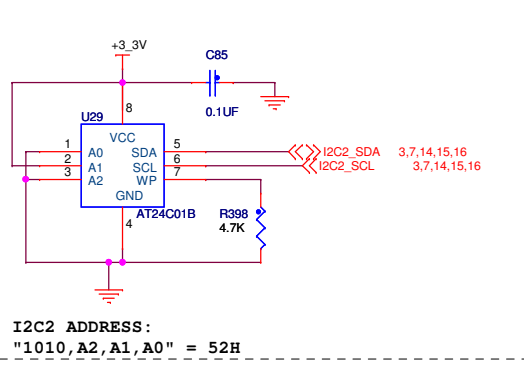 +3_3V
C85
0.1UF
U29
8
VCC
1 A0 SDA 5 I2C2_SDA 3,7,14,15,16
2 A1 SCL 6 I2C2_SCL 3,7,14,15,16
3 A2 WP 7
GND
4
AT24C01B
R398
4.7K
I2C2 ADDRESS:
"1010,A2,A1,A0" = 52H